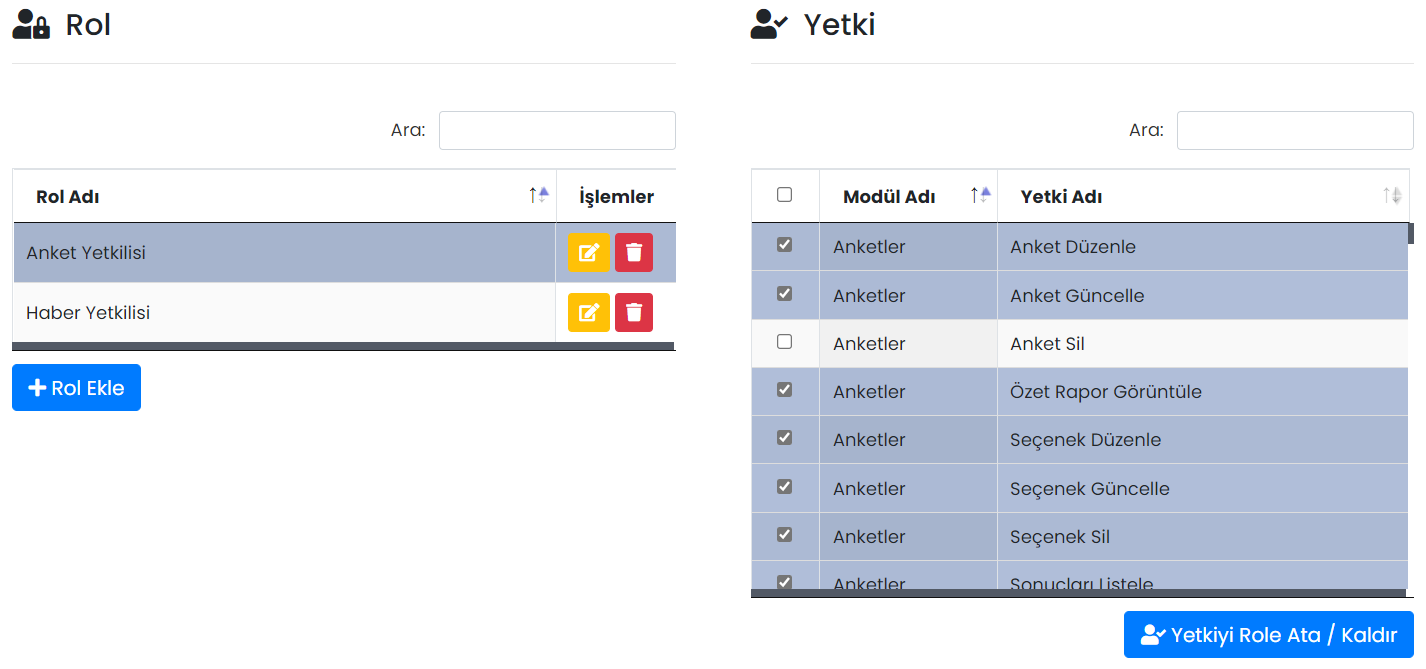 Rol
Ara:
Rol Adı İşlemler
Anket Yetkilisi
Haber Yetkilisi
Rol Ekle
Yetki
Ara:
Modül Adı Yetki Adı
Anketler Anket Düzenle
Anketler Anket Güncelle
Anketler Anket Sil
Anketler Özet Rapor Görüntüle
Anketler Seçenek Düzenle
Anketler Seçenek Güncelle
Anketler Seçenek Sil
Anketler Sonuçları Listele
Yetkiyi Role Ata / Kaldır